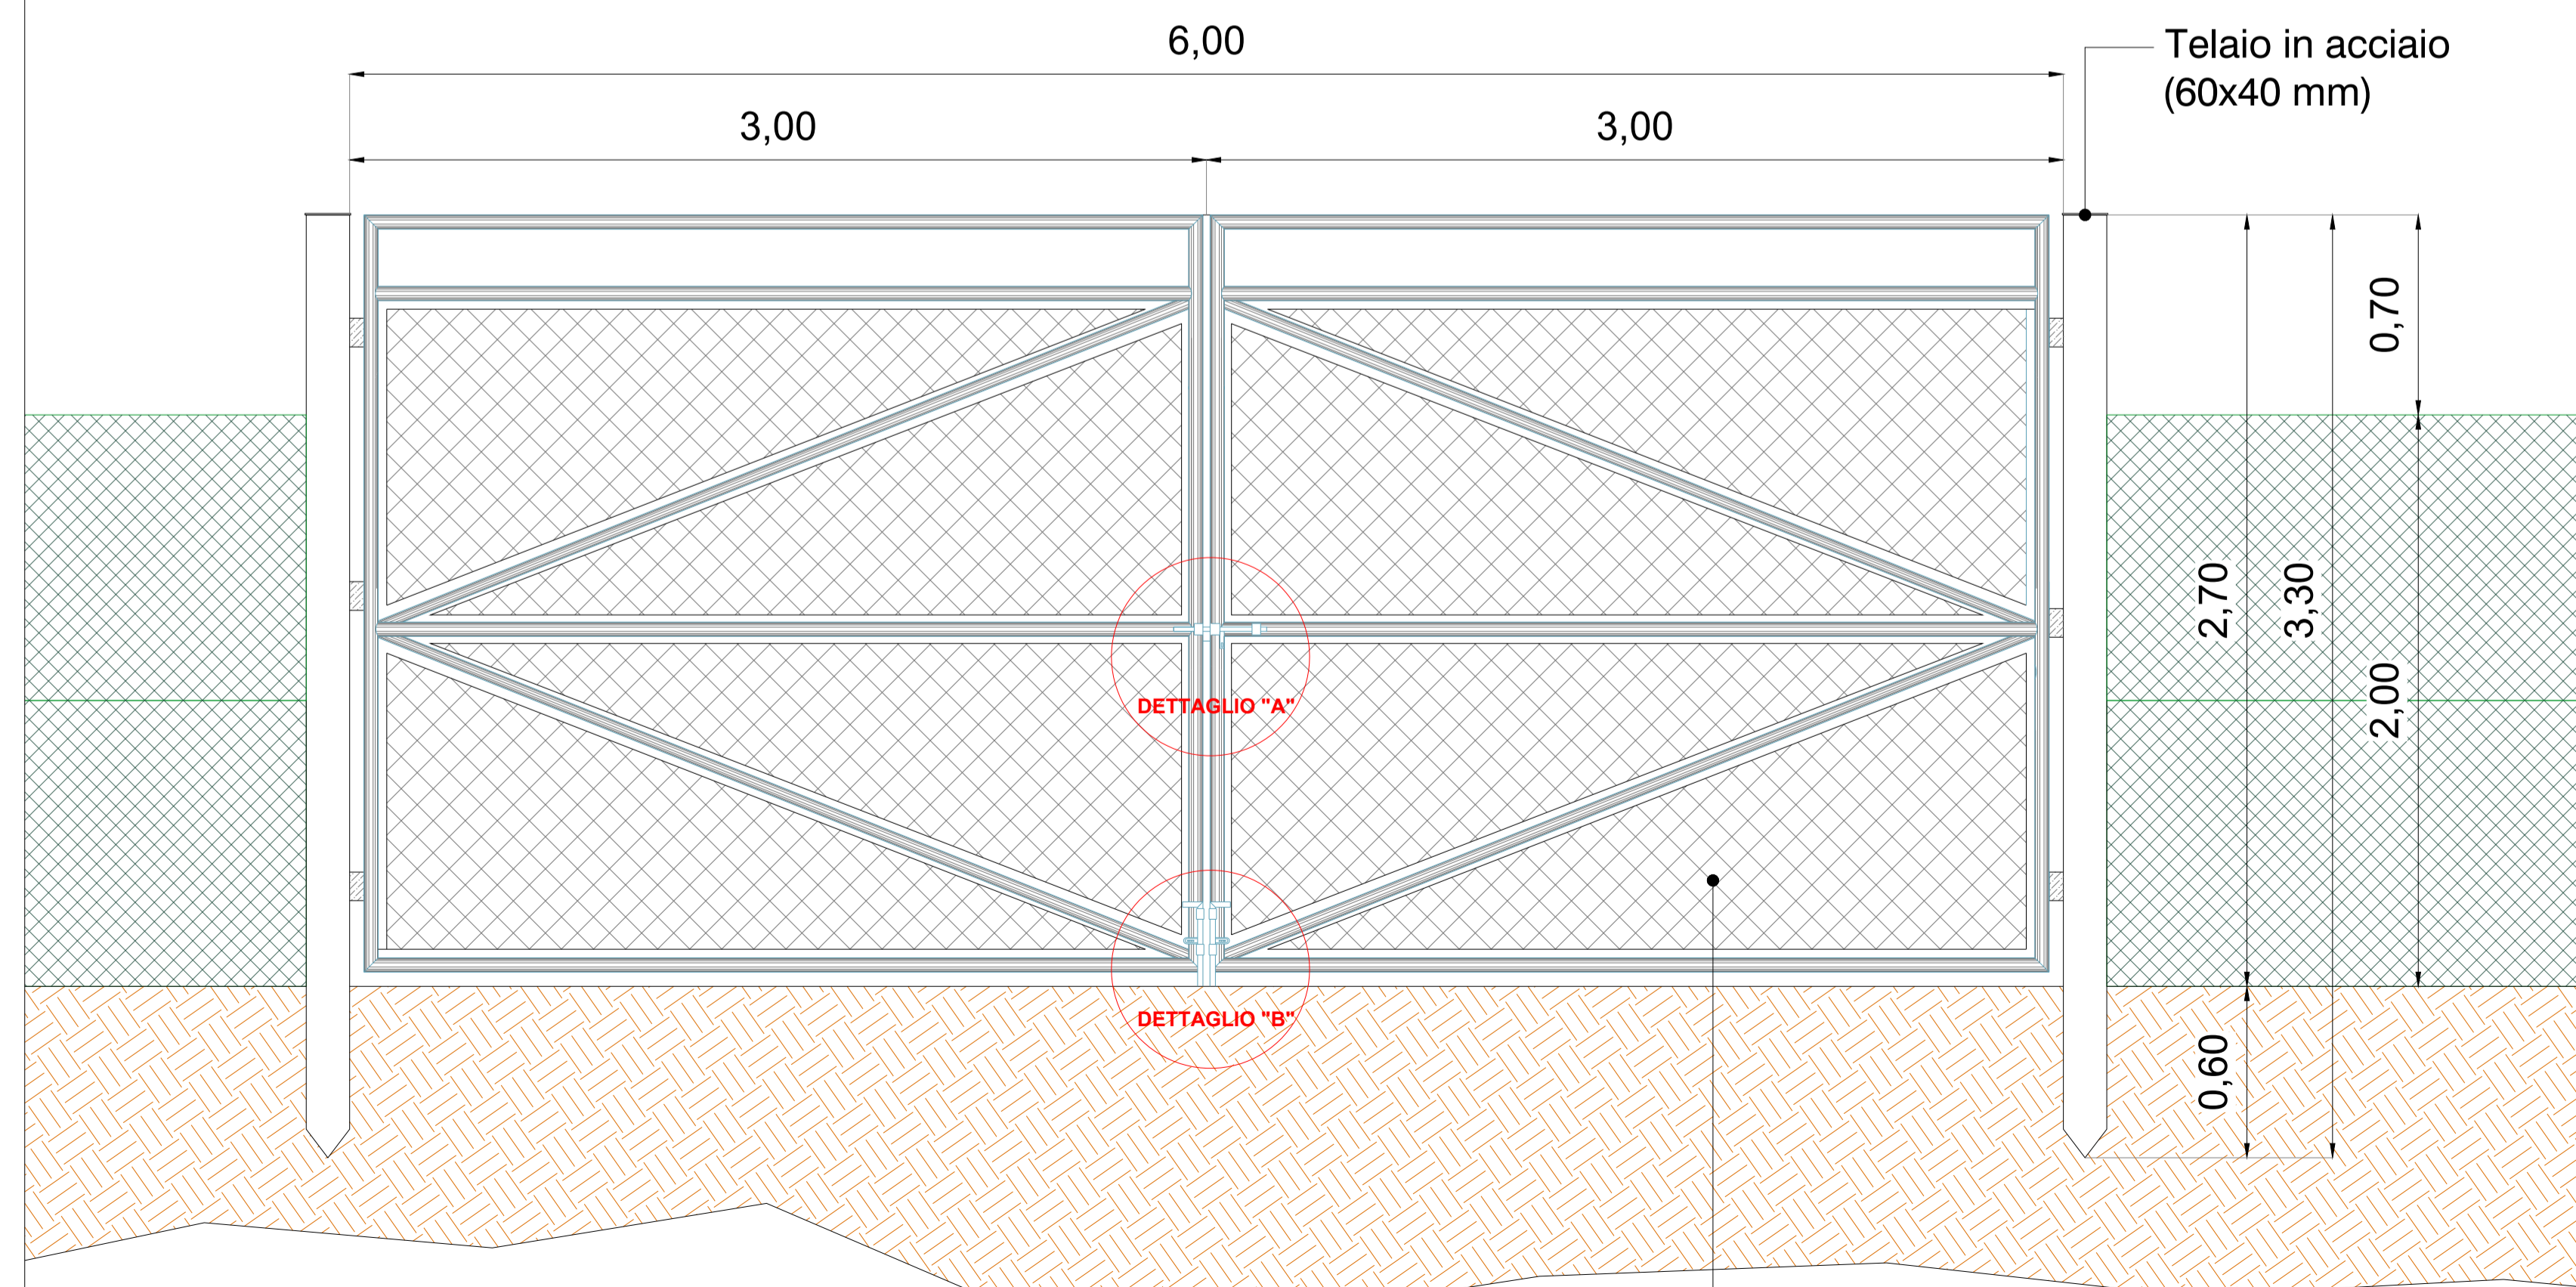 6,00
Telaio in acciaio
(60x40 mm)
3,00
3,00
0,70
2,70
3,30
2,00
DETTAGLIO "A"
DETTAGLIO "B"
0,60